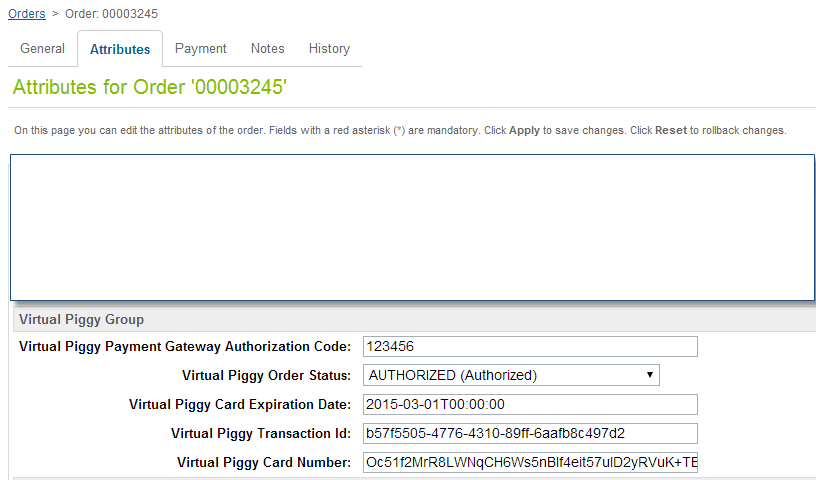 Orders > Order: 00003245
General Attributes Payment Notes History
Attributes for Order '00003245'
On this page you can edit the attributes of the order. Fields with a red asterisk (*) are mandatory. Click Apply to save changes. Click Reset to rollback changes.
Virtual Piggy Group
Virtual Piggy Payment Gateway Authorization Code: 123456
Virtual Piggy Order Status: AUTHORIZED (Authorized)
Virtual Piggy Card Expiration Date: 2015-03-01T00:00:00
Virtual Piggy Transaction Id: b57f5505-4776-4310-89ff-6aafb8c497d2
Virtual Piggy Card Number: